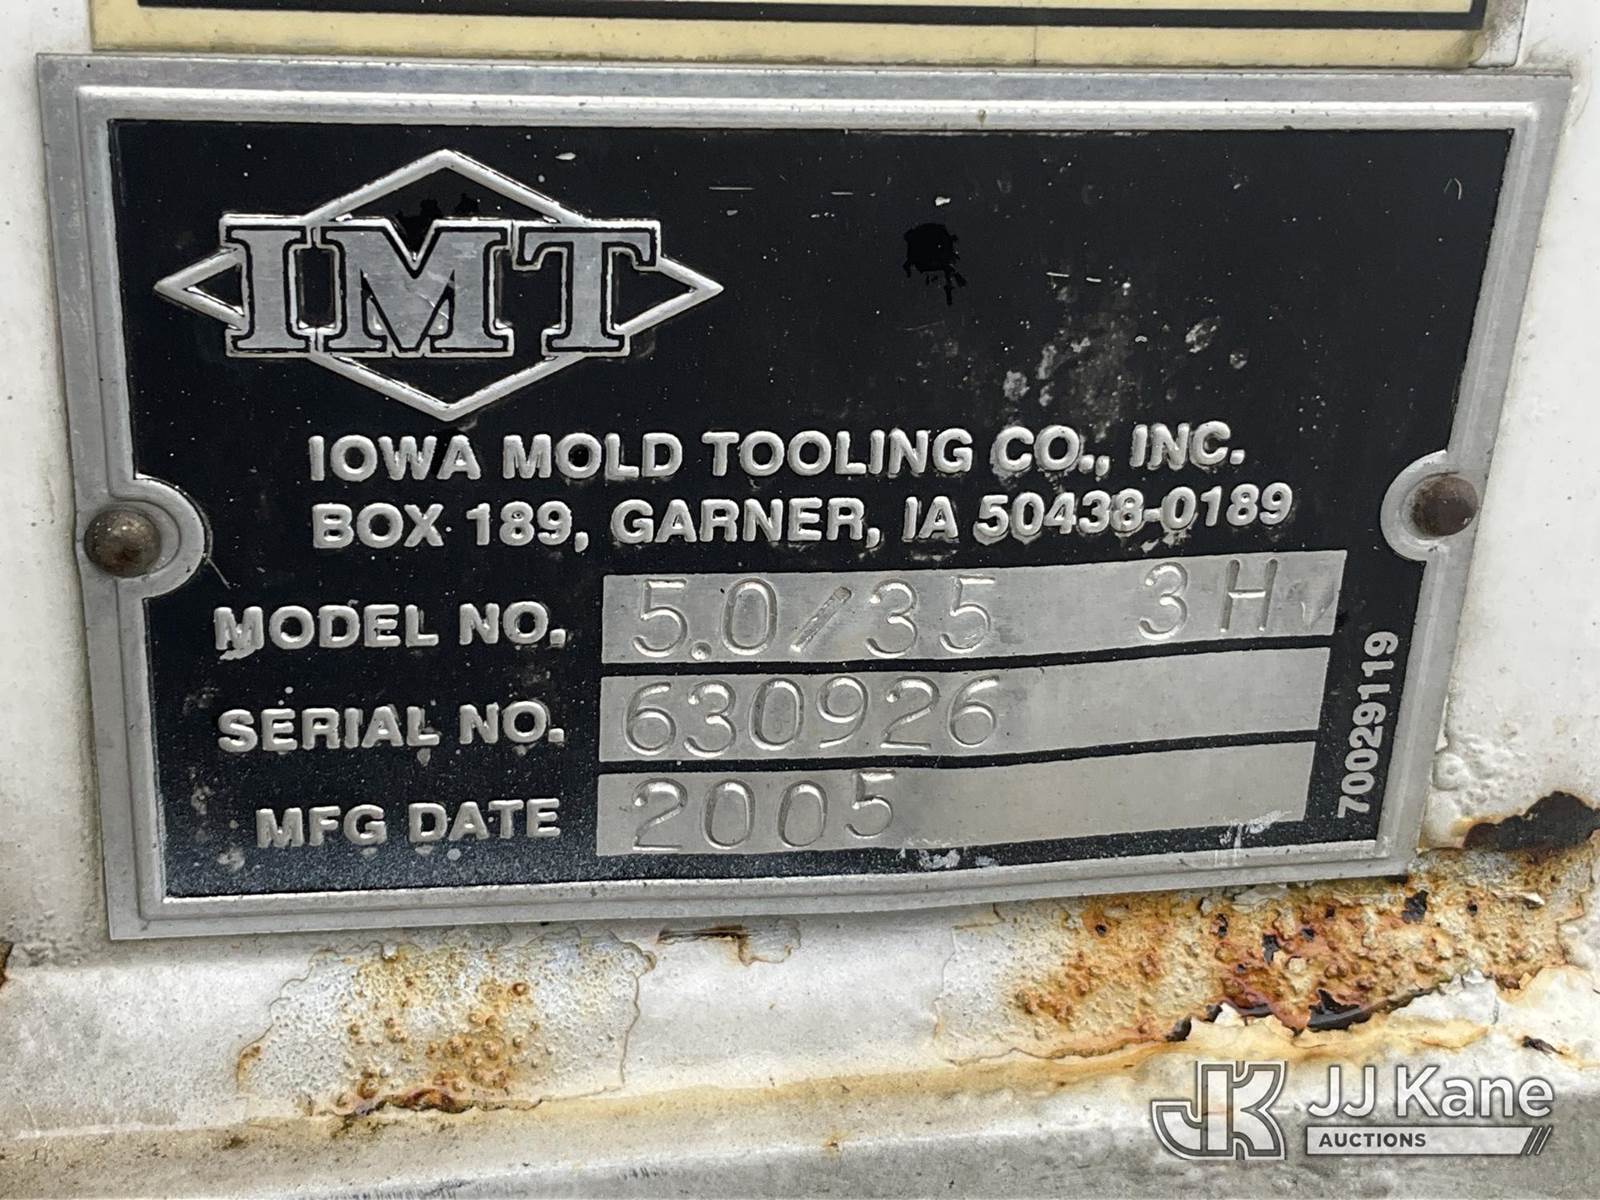 IMT
IOWA MOLD TOOLING CO., INC.
BOX 189, GARNER, IA 50438-0189
MODEL NO. 5.0/35 3H
SERIAL NO. 630926
MFG DATE 2005
70029119
JK JJ Kane
AUCTIONS